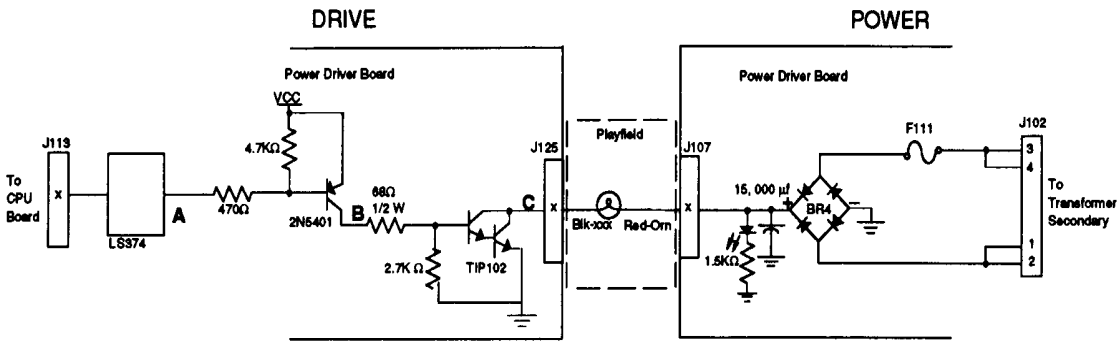 DRIVE
POWER
Power Driver Board
Power Driver Board
VCC
J113
4.7KΩ
J125
Playfield
J107
F111
J102
3
4
To
CPU
Board
x
A
470Ω
2N5401
B
68Ω
1/2 W
C
x
Blk-xxx
Red-Orn
x
15, 000 µf
+
BR4
-
To
Transformer
Secondary
LS374
2.7K Ω
TIP102
1.5KΩ
1
2